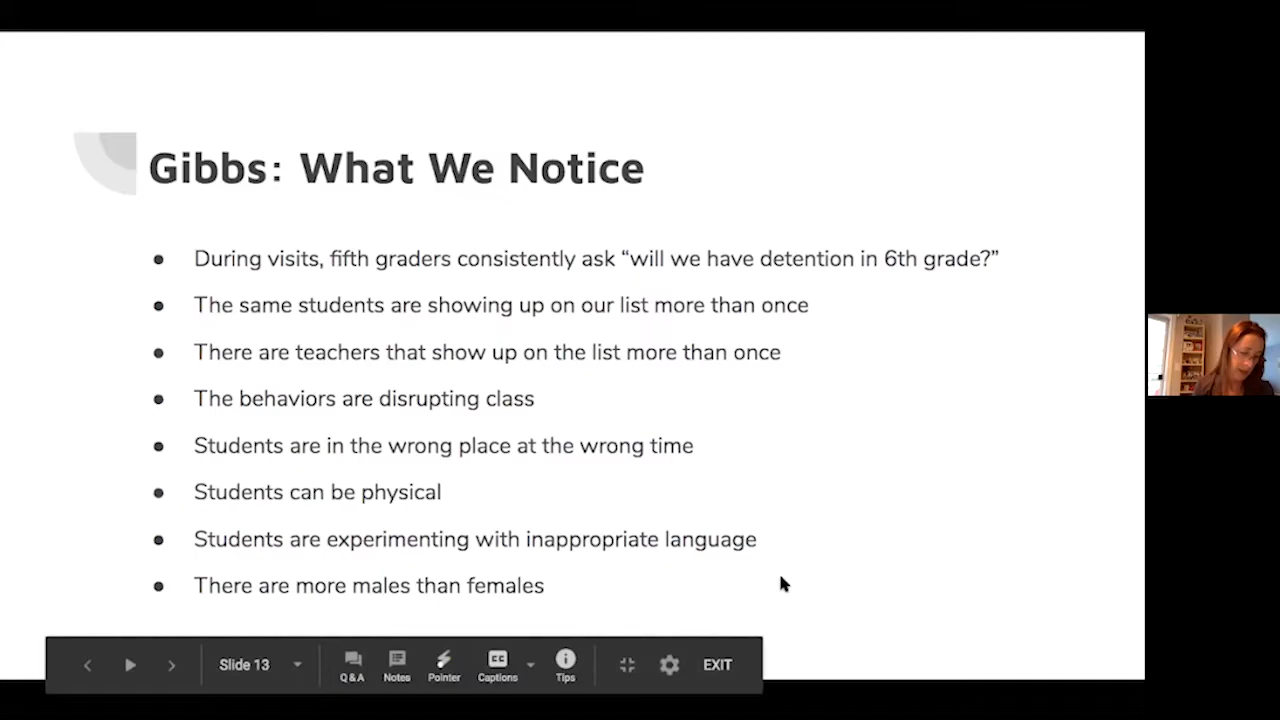 Gibbs: What We Notice
● During visits, fifth graders consistently ask “will we have detention in 6th grade?”
● The same students are showing up on our list more than once
● There are teachers that show up on the list more than once
● The behaviors are disrupting class
● Students are in the wrong place at the wrong time
● Students can be physical
● Students are experimenting with inappropriate language
● There are more males than females
Slide 13
Q&A
Notes
Pointer
CC
Captions
Tips
EXIT